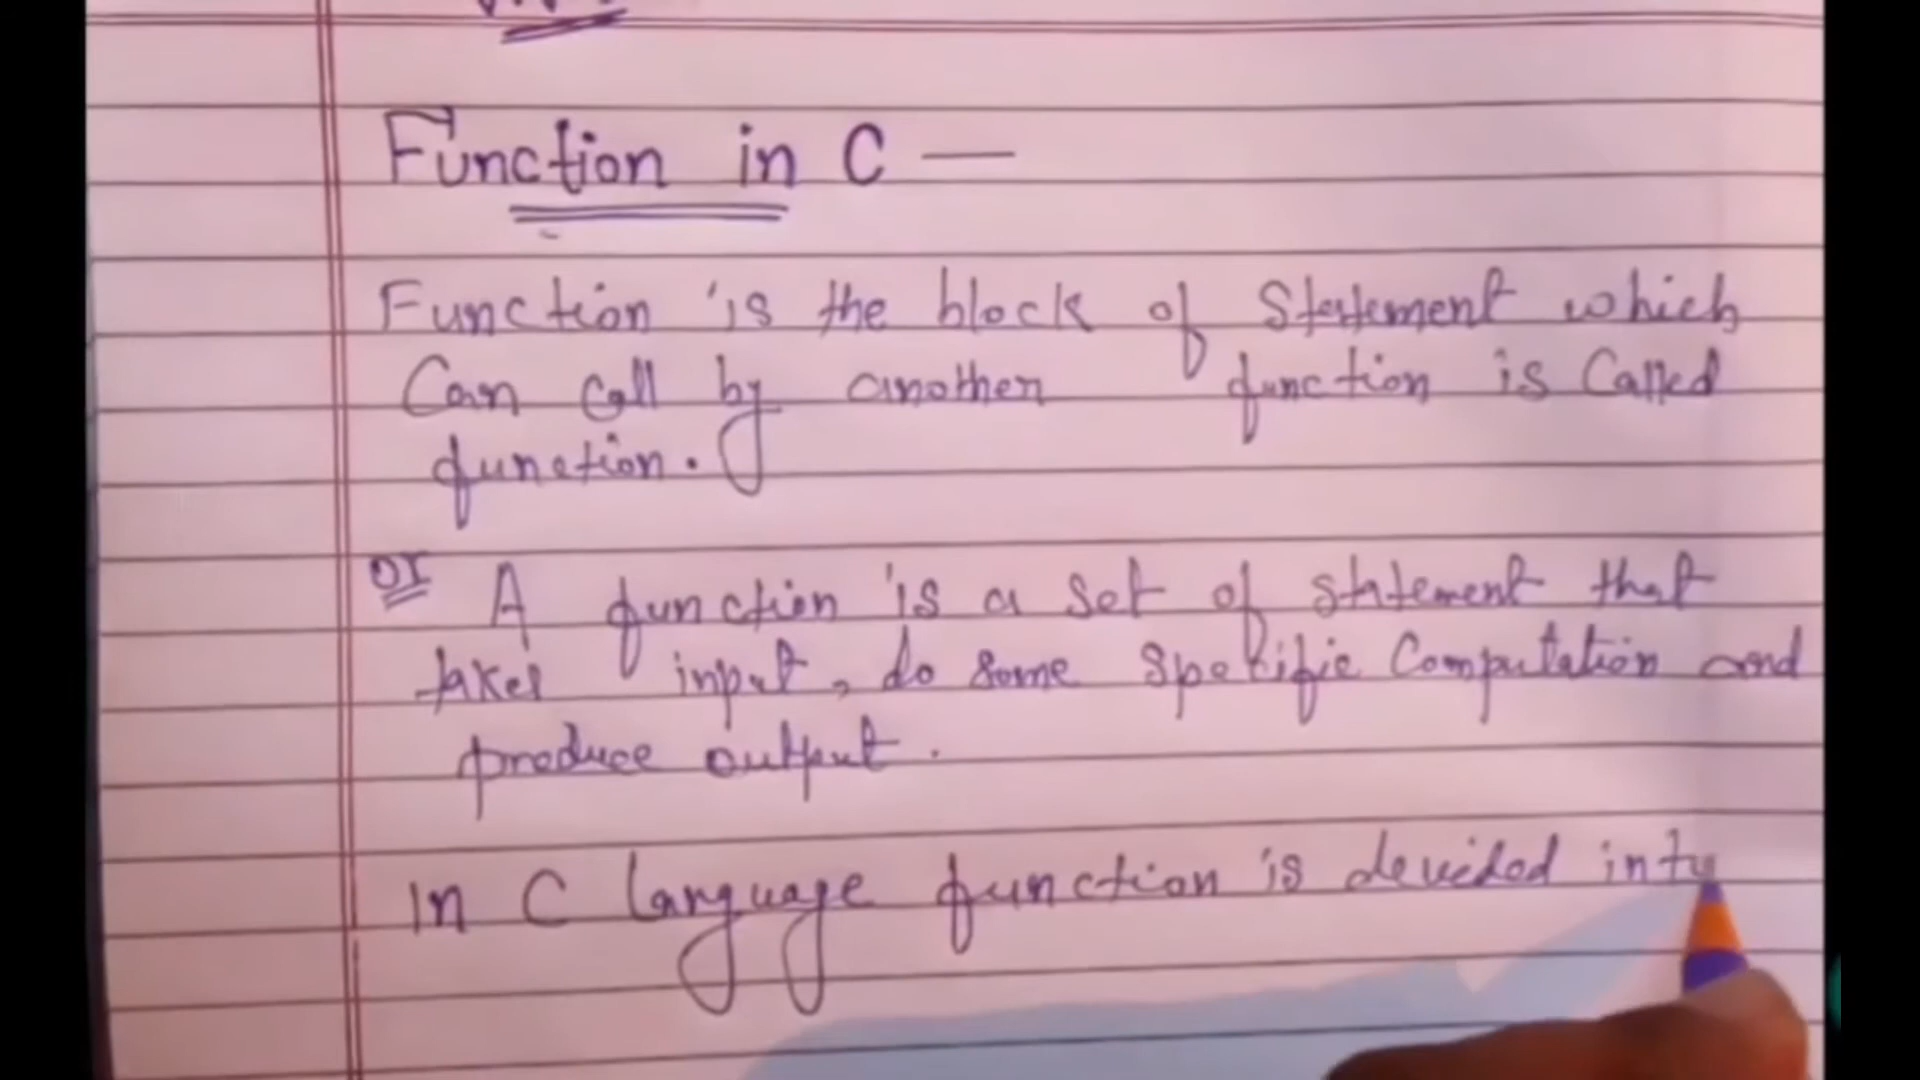 Function in C —
Function is the block of Statement which
Can Call by another function is Called
function.
or A function is a set of statement that
takes input, do some Spekific Computation and
produce output.
In C Language function is devided into